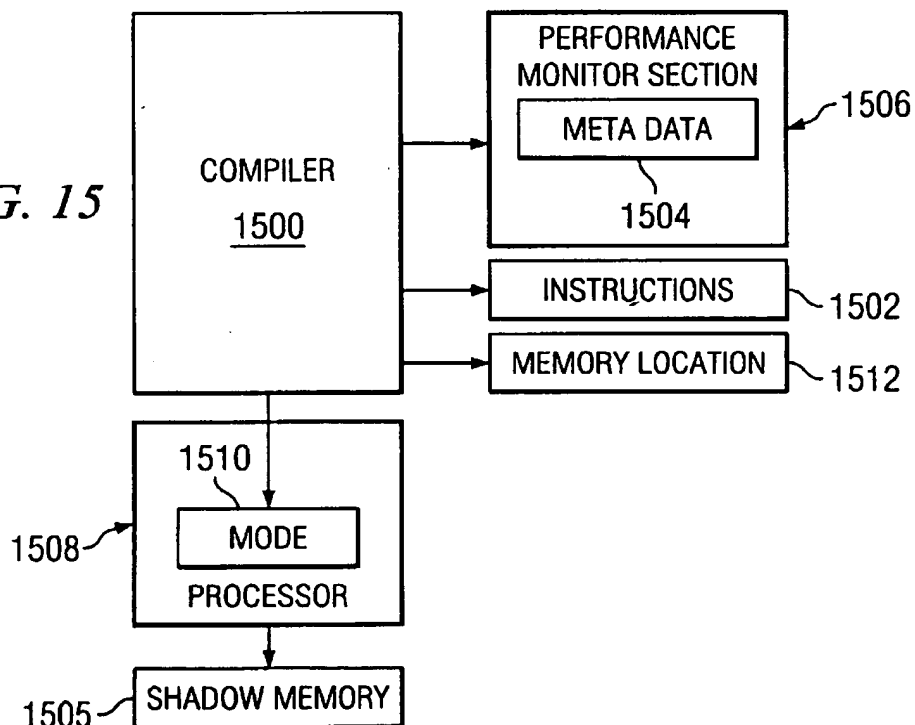 PERFORMANCE
MONITOR SECTION
META DATA
1504
1506
COMPILER
1500
G. 15
INSTRUCTIONS
1502
MEMORY LOCATION
1512
1510
MODE
PROCESSOR
1508
SHADOW MEMORY
1505